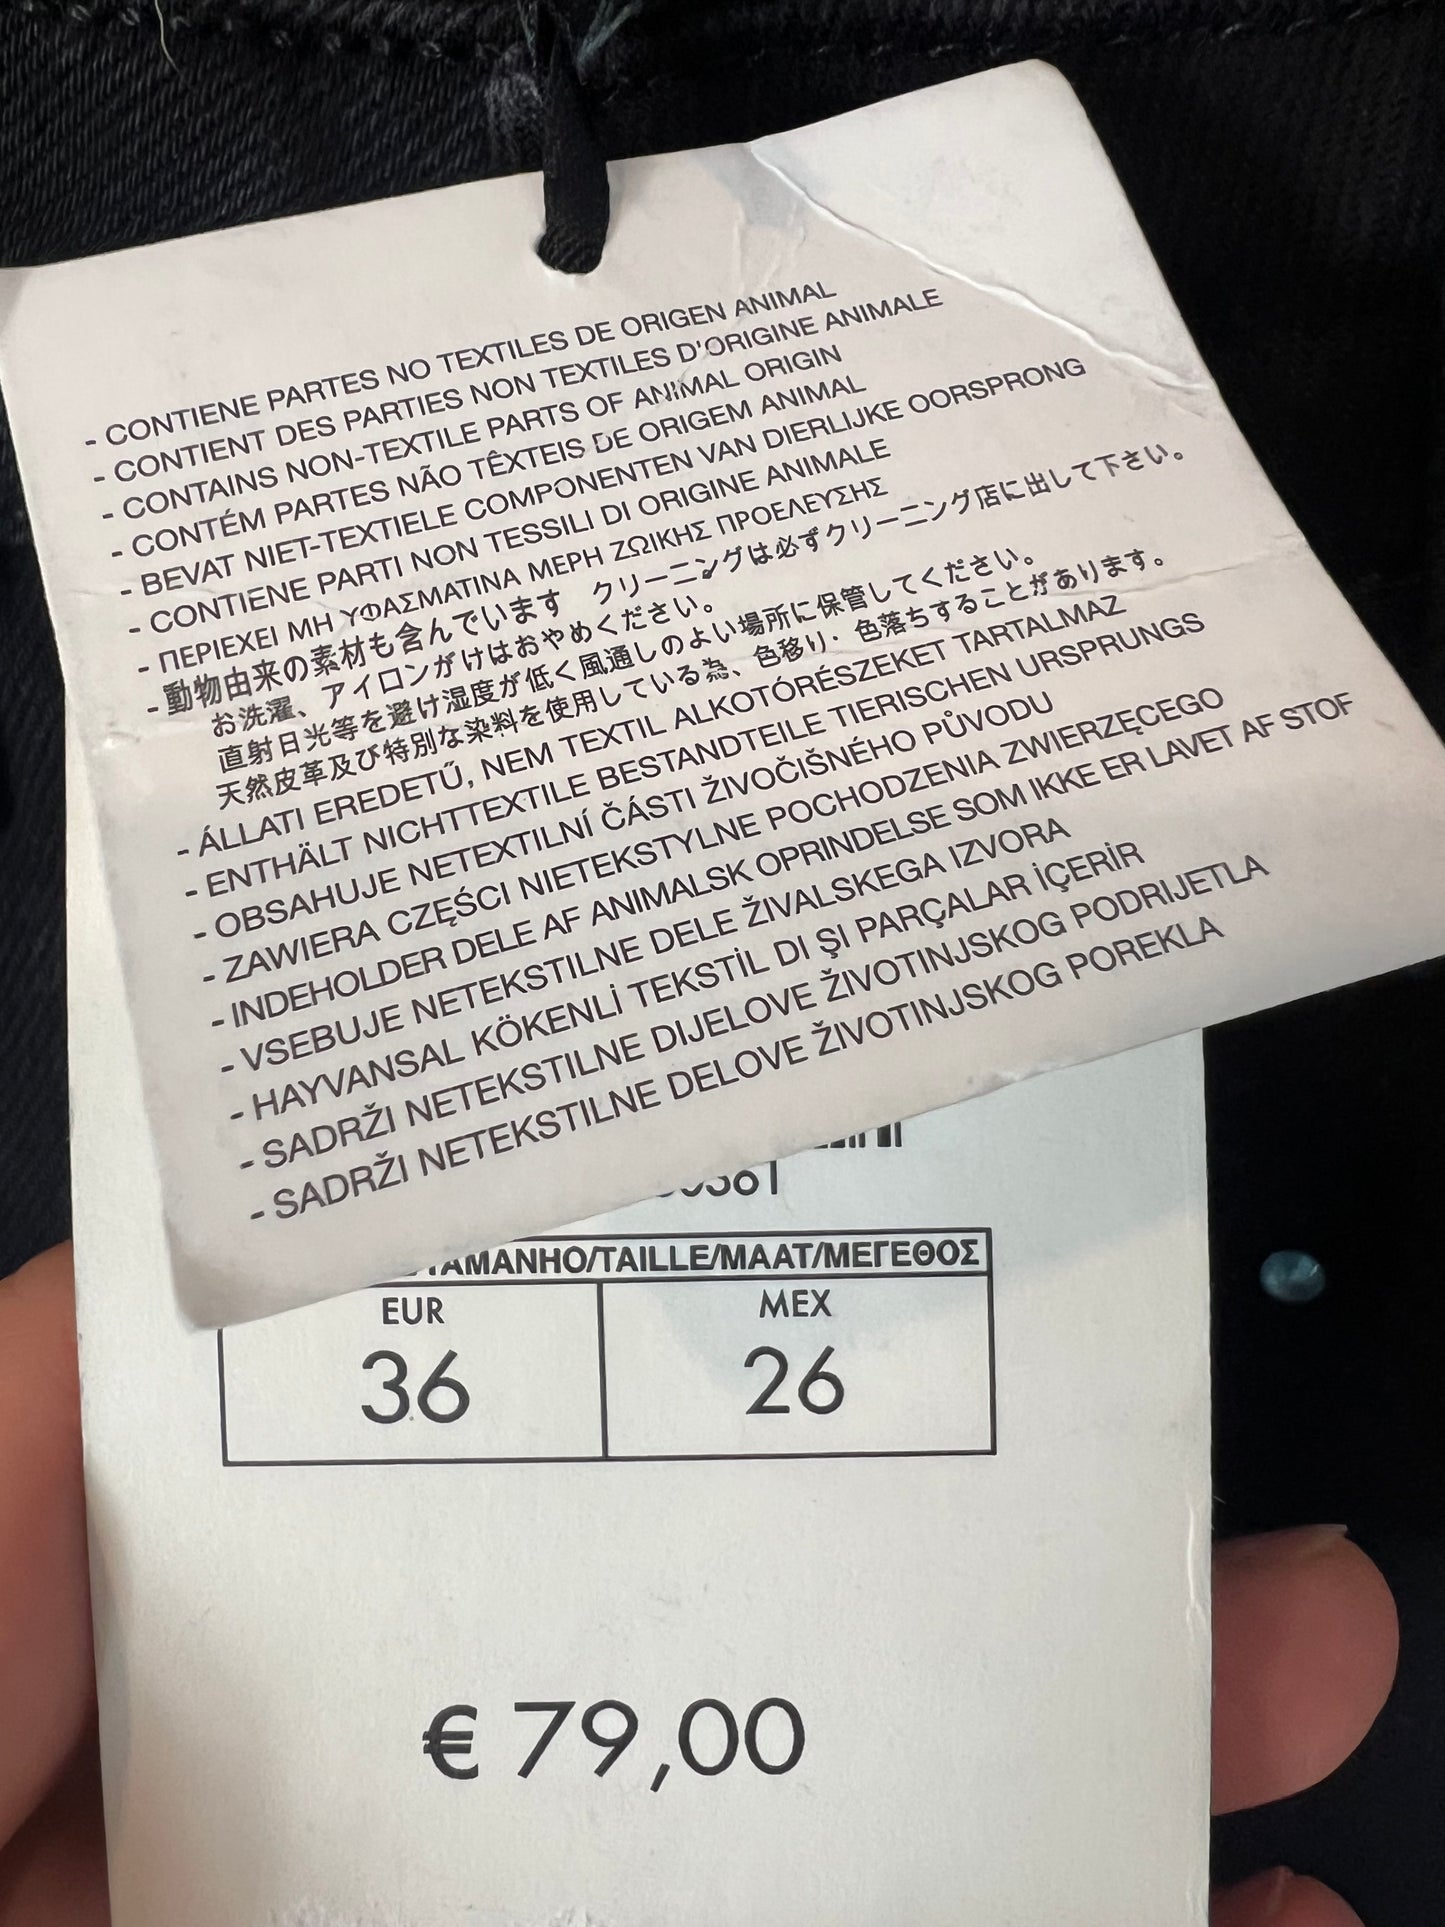 - CONTIENE PARTES NO TEXTILES DE ORIGEN ANIMAL
- CONTIENT DES PARTIES NON TEXTILES D'ORIGINE ANIMALE
- CONTAINS NON-TEXTILE PARTS OF ANIMAL ORIGIN
- CONTÉM PARTES NÃO TÊXTEIS DE ORIGEM ANIMAL
- BEVAT NIET-TEXTIELE COMPONENTEN VAN DIERLIJKE OORSPRONG
- CONTIENE PARTI NON TESSILI DI ORIGINE ANIMALE
- ΠΕΡΙΕΧΕΙ ΜΗ ΥΦΑΣΜΑΤΙΝΑ ΜΕΡΗ ΖΩΙΚΗΣ ΠΡΟΕΛΕΥΣΗΣ
- 動物由来の素材も含んでいます クリーニングは必ずクリーニング店に出して下さい。
お洗濯、アイロンがけはおやめください。
直射日光等を避け湿度が低く風通しのよい場所に保管してください。
天然皮革及び特別な染料を使用している為、色移り・色落ちすることがあります。
- ÁLLATI EREDETŰ, NEM TEXTIL ALKOTÓRÉSZEKET TARTALMAZ
- ENTHÄLT NICHTTEXTILE BESTANDTEILE TIERISCHEN URSPRUNGS
- OBSAHUJE NETEXTILNÍ ČÁSTI ŽIVOČIŠNÉHO PŮVODU
- ZAWIERA CZĘŚCI NIETEKSTYLNE POCHODZENIA ZWIERZĘCEGO
- INDEHOLDER DELE AF ANIMALSK OPRINDELSE SOM IKKE ER LAVET AF STOF
- VSEBUJE NETEKSTILNE DELE ŽIVALSKEGA IZVORA
- HAYVANSAL KÖKENLİ TEKSTİL DI ŞI PARÇALAR İÇERİR
- SADRŽI NETEKSTILNE DIJELOVE ŽIVOTINJSKOG PODRIJETLA
- SADRŽI NETEKSTILNE DELOVE ŽIVOTINJSKOG POREKLA
TAMANHO/TAILLE/MAAT/ΜΕΓΕΘΟΣ
EUR MEX
36 26
€ 79,00